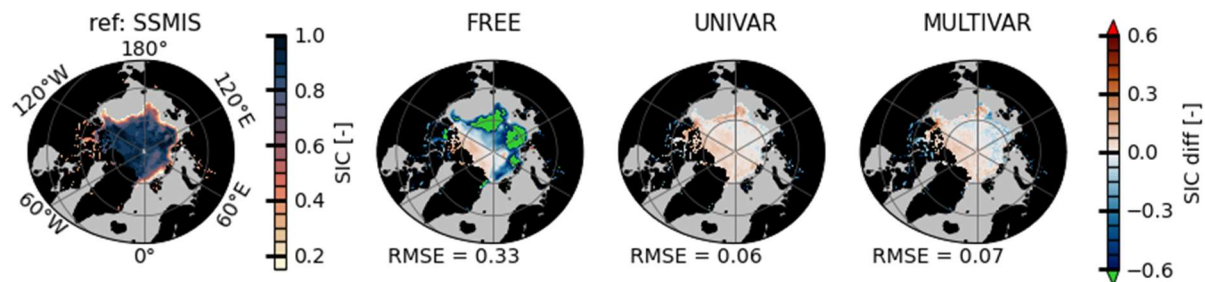 ref: SSMIS
180°
120°W
120°E
60°W
60°E
0°
1.0
0.8
0.6
0.4
0.2
SIC [-]
FREE
RMSE = 0.33
UNIVAR
RMSE = 0.06
MULTIVAR
RMSE = 0.07
0.6
0.3
0.0
−0.3
−0.6
SIC diff [-]